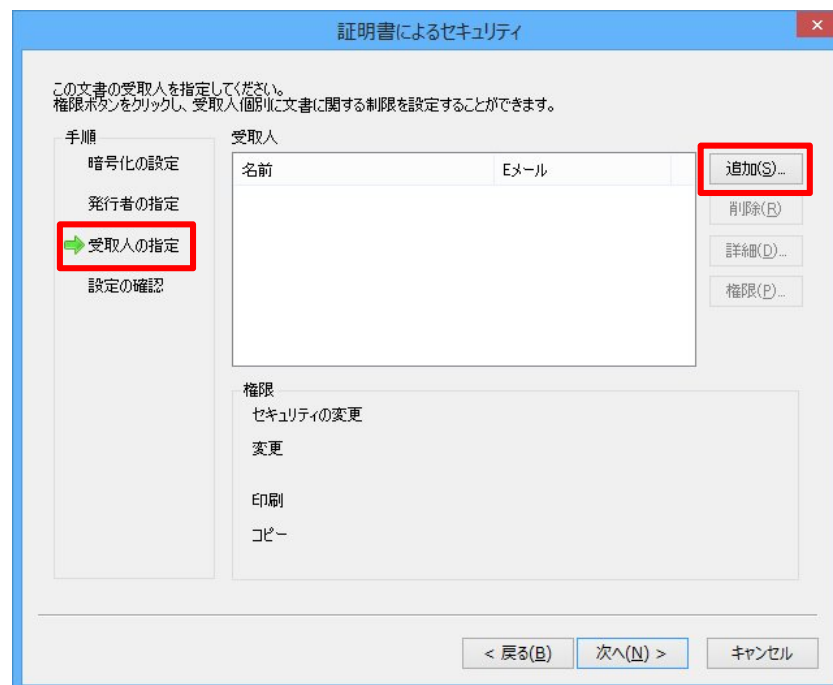 証明書によるセキュリティ
×
この文書の受取人を指定してください。
権限ボタンをクリックし、受取人個別に文書に関する制限を設定することができます。
手順
暗号化の設定
発行者の指定
受取人の指定
設定の確認
受取人
名前 Eメール
追加(S)...
削除(R)
詳細(D)...
権限(P)...
権限
セキュリティの変更
変更
印刷
コピー
< 戻る(B) 次へ(N) > キャンセル